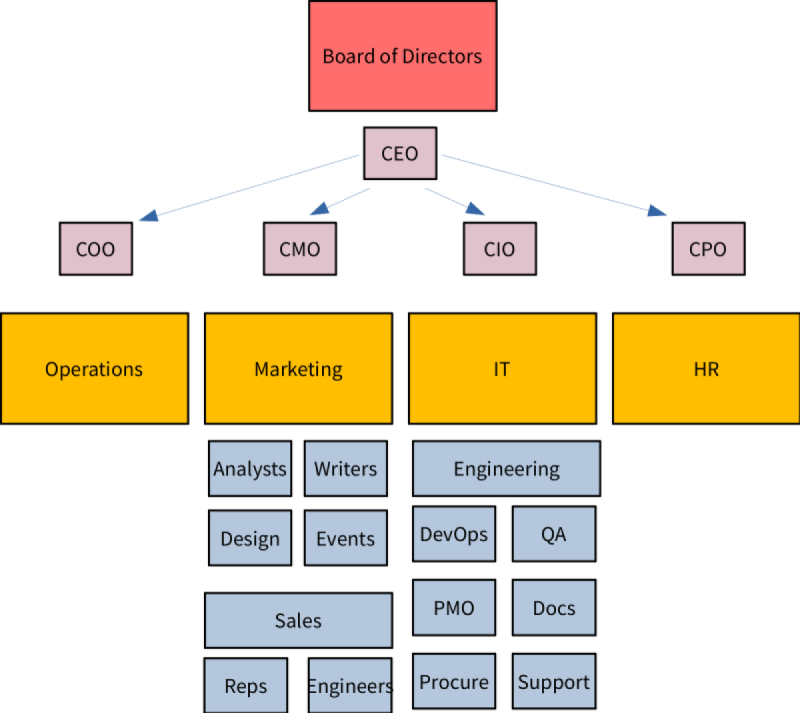 Board of Directors
CEO
COO
CMO
CIO
CPO
Operations
Marketing
IT
HR
Analysts
Writers
Engineering
Design
Events
DevOps
QA
PMO
Docs
Sales
Reps
Engineers
Procure
Support